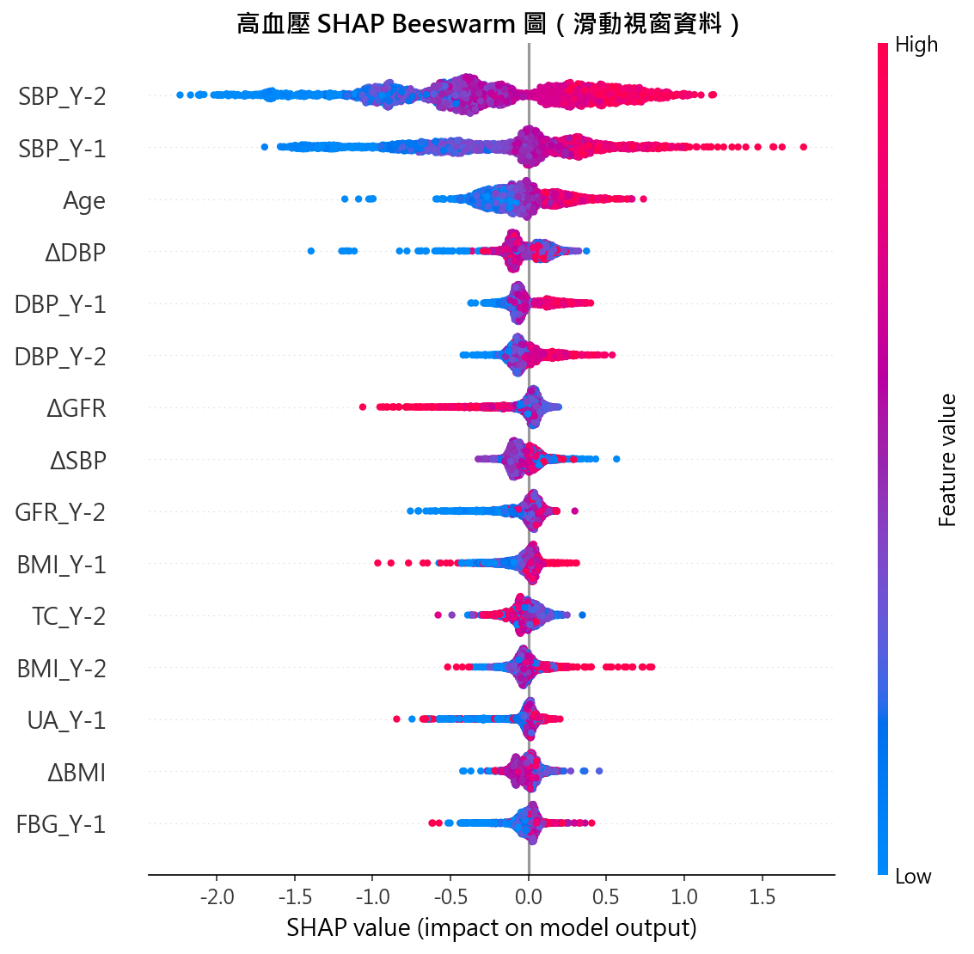 高血壓 SHAP Beeswarm 圖（滑動視窗資料）
High
SBP_Y-2
SBP_Y-1
Age
ΔDBP
DBP_Y-1
DBP_Y-2
ΔGFR
ΔSBP
GFR_Y-2
BMI_Y-1
TC_Y-2
BMI_Y-2
UA_Y-1
ΔBMI
FBG_Y-1
Feature value
Low
-2.0 -1.5 -1.0 -0.5 0.0 0.5 1.0 1.5
SHAP value (impact on model output)